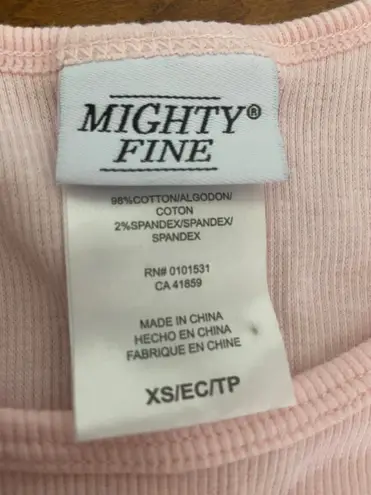 MIGHTY®
FINE
98%COTTON/ALGODON/
COTON
2%SPANDEX/SPANDEX/
SPANDEX
RN# 0101531
CA 41859
MADE IN CHINA
HECHO EN CHINA
FABRIQUE EN CHINE
XS/EC/TP